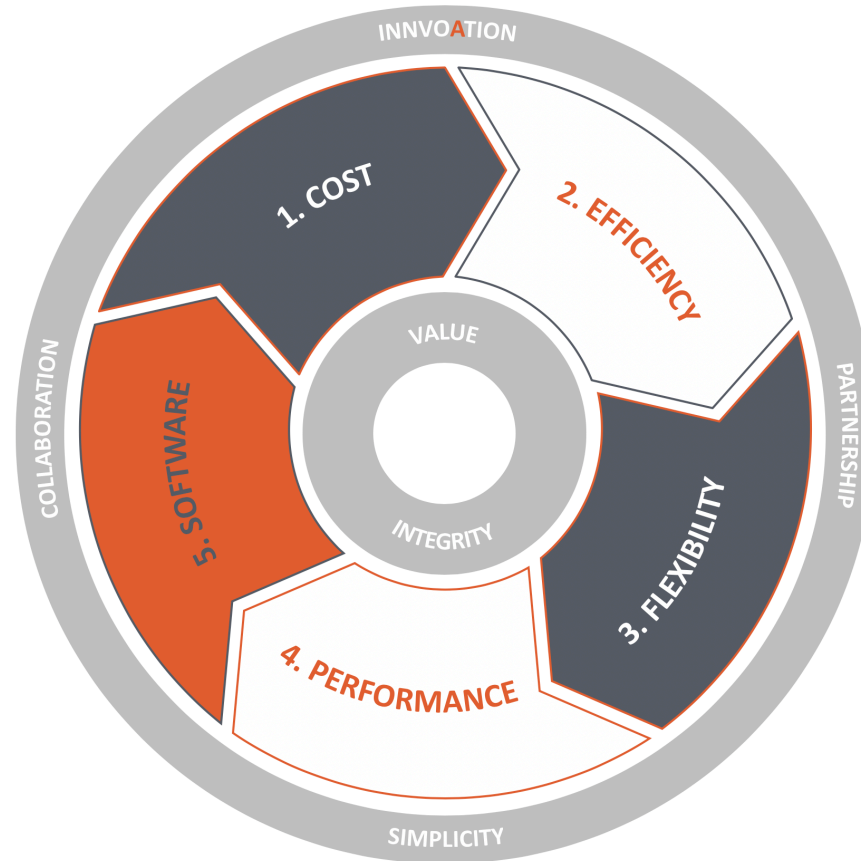 INNVOATION
1. COST
2. EFFICIENCY
VALUE
COLLABORATION
PARTNERSHIP
5. SOFTWARE
3. FLEXIBILITY
INTEGRITY
4. PERFORMANCE
SIMPLICITY